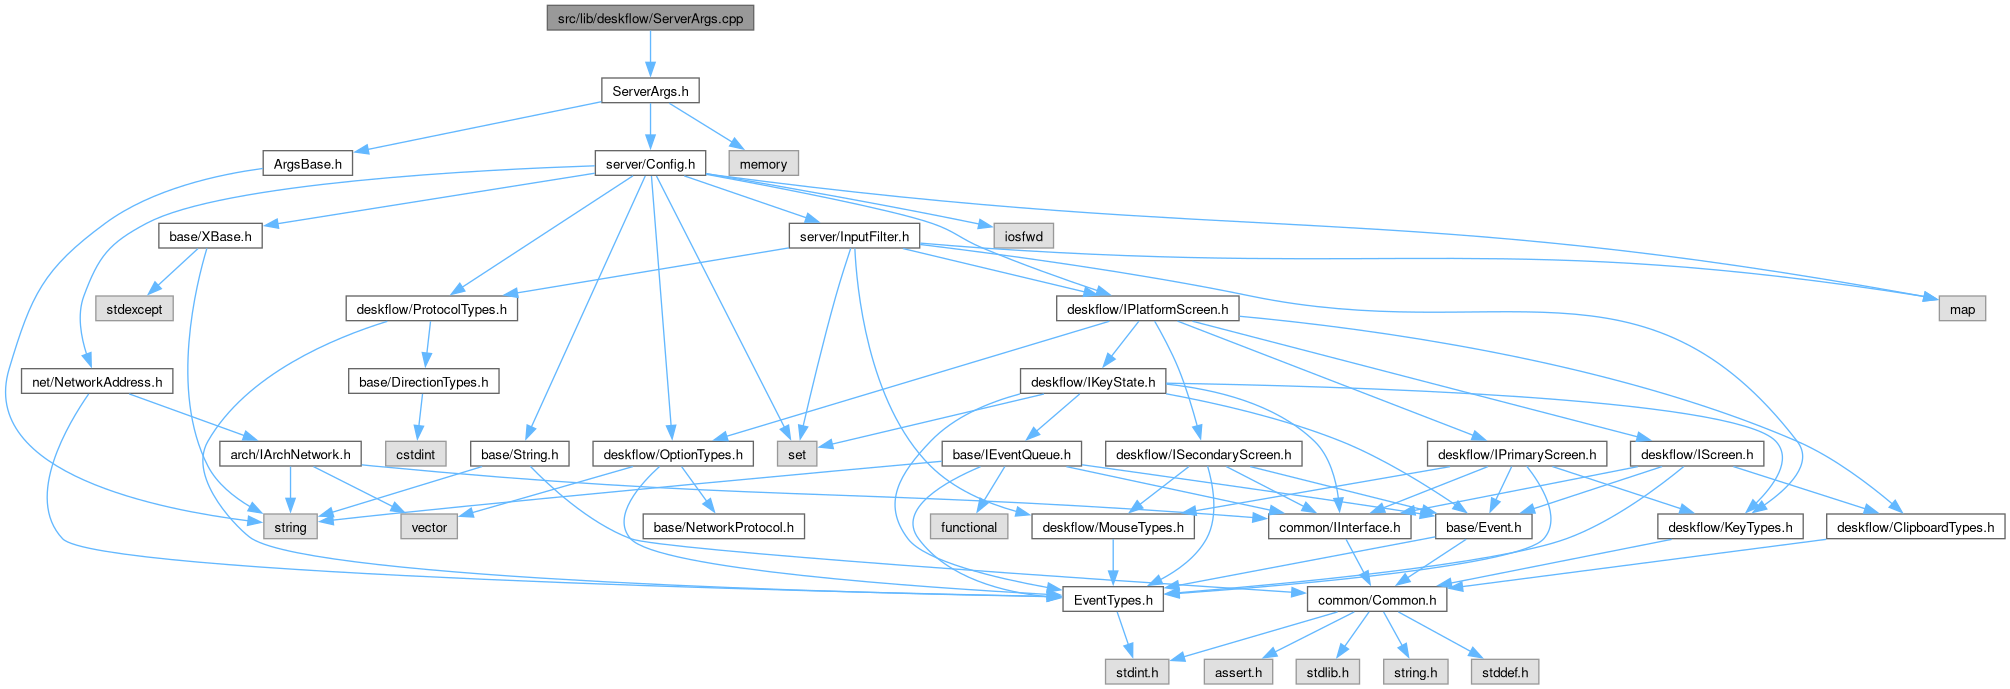 src/lib/deskflow/ServerArgs.cpp
ServerArgs.h
ArgsBase.h
server/Config.h
memory
base/XBase.h
server/InputFilter.h
iosfwd
stdexcept
deskflow/ProtocolTypes.h
deskflow/IPlatformScreen.h
map
net/NetworkAddress.h
base/DirectionTypes.h
deskflow/IKeyState.h
arch/IArchNetwork.h
cstdint
base/String.h
deskflow/OptionTypes.h
set
base/IEventQueue.h
deskflow/ISecondaryScreen.h
deskflow/IPrimaryScreen.h
deskflow/IScreen.h
string
vector
base/NetworkProtocol.h
functional
deskflow/MouseTypes.h
common/IInterface.h
base/Event.h
deskflow/KeyTypes.h
deskflow/ClipboardTypes.h
EventTypes.h
common/Common.h
stdint.h
assert.h
stdlib.h
string.h
stddef.h